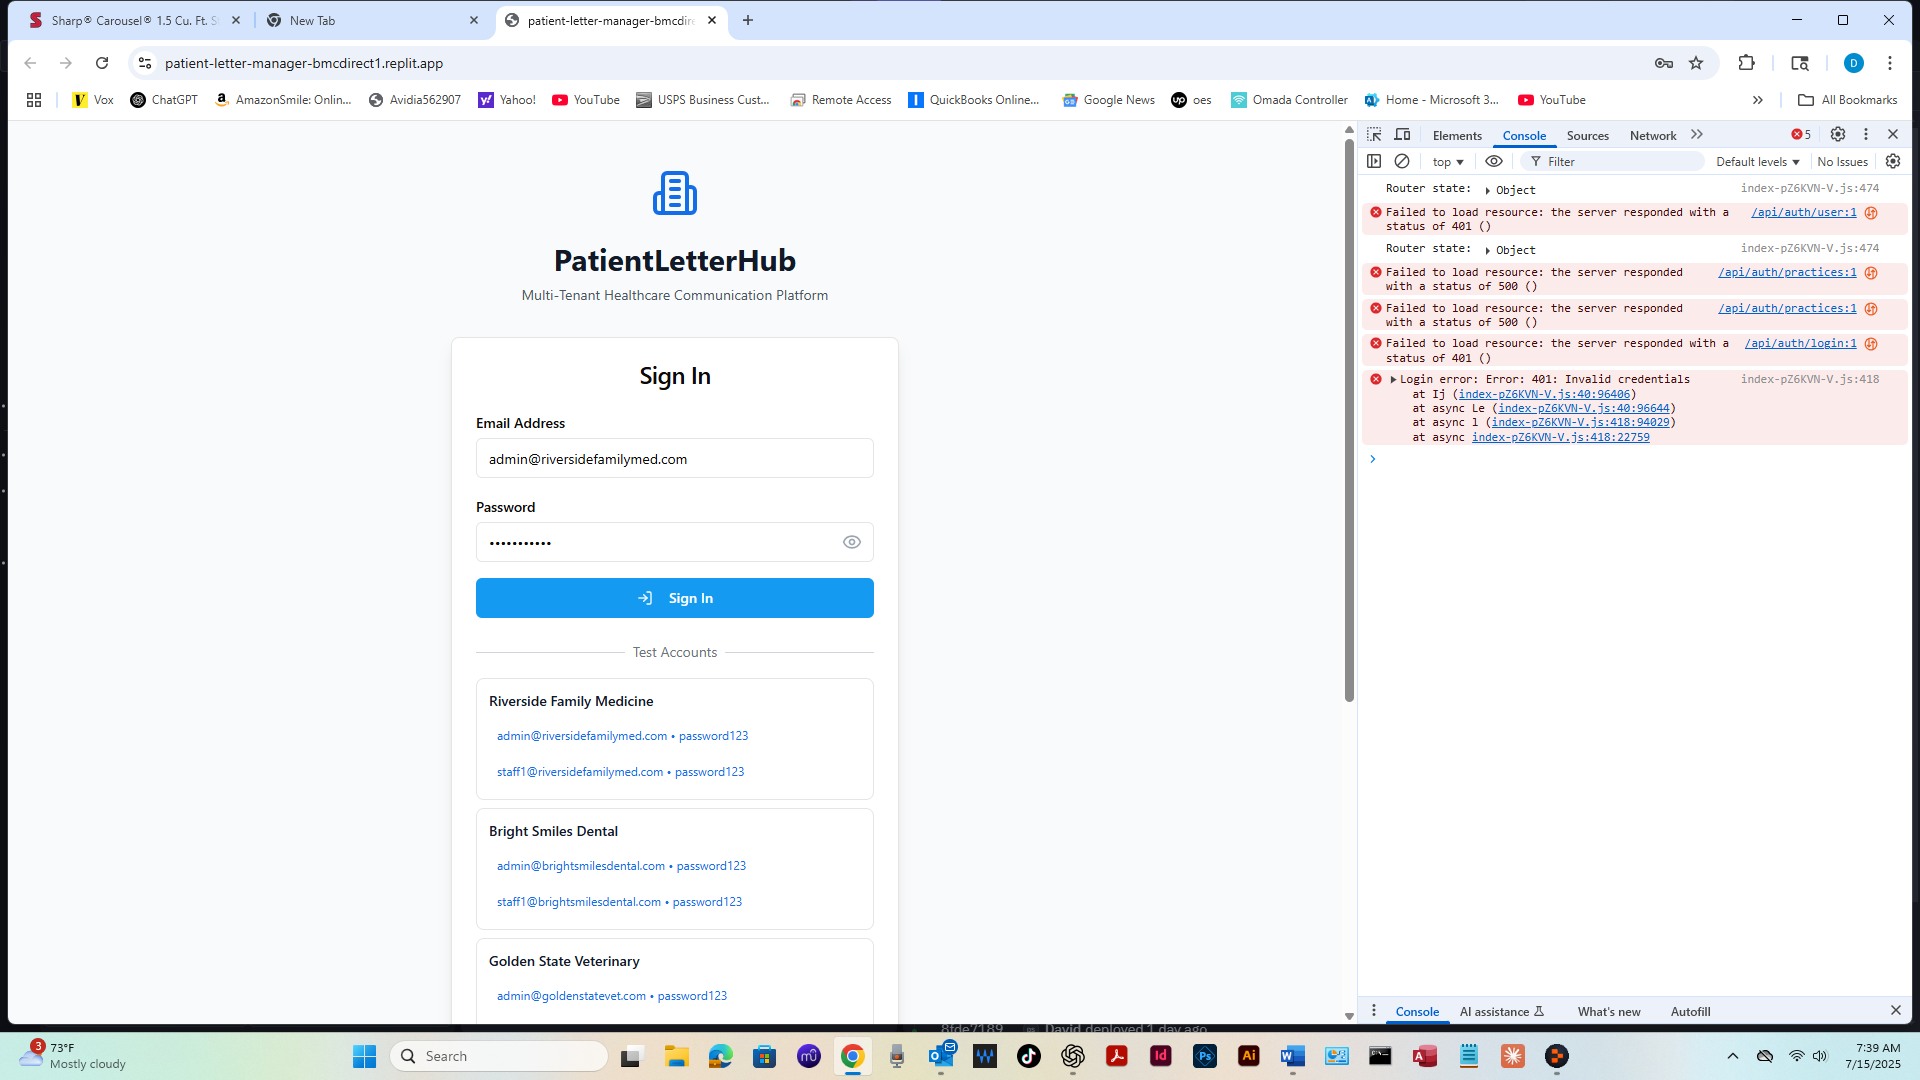 Sharp® Carousel® 1.5 Cu. Ft. S
New Tab
patient-letter-manager-bmcdire
patient-letter-manager-bmcdirect1.replit.app
D
Vox
ChatGPT
AmazonSmile: Onlin...
Avidia562907
Yahoo!
YouTube
USPS Business Cust...
Remote Access
QuickBooks Online...
Google News
oes
Omada Controller
Home - Microsoft 3...
YouTube
All Bookmarks
PatientLetterHub
Multi-Tenant Healthcare Communication Platform
Sign In
Email Address
admin@riversidefamilymed.com
Password
•••••••••••
Sign In
Test Accounts
Riverside Family Medicine
admin@riversidefamilymed.com • password123
staff1@riversidefamilymed.com • password123
Bright Smiles Dental
admin@brightsmilesdental.com • password123
staff1@brightsmilesdental.com • password123
Golden State Veterinary
admin@goldenstatevet.com • password123
Elements
Console
Sources
Network
5
top
Filter
Default levels
No Issues
Router state: Object index-pZ6KVN-V.js:474
Failed to load resource: the server responded with a /api/auth/user:1
status of 401 ()
Router state: Object index-pZ6KVN-V.js:474
Failed to load resource: the server responded /api/auth/practices:1
with a status of 500 ()
Failed to load resource: the server responded /api/auth/practices:1
with a status of 500 ()
Failed to load resource: the server responded with a /api/auth/login:1
status of 401 ()
Login error: Error: 401: Invalid credentials index-pZ6KVN-V.js:418
at Ij (index-pZ6KVN-V.js:40:96406)
at async Le (index-pZ6KVN-V.js:40:96644)
at async l (index-pZ6KVN-V.js:418:94029)
at async index-pZ6KVN-V.js:418:22759
Console
AI assistance
What's new
Autofill
8fde7189 David deployed 1 day ago
3
73°F
Mostly cloudy
Search
7:39 AM
7/15/2025